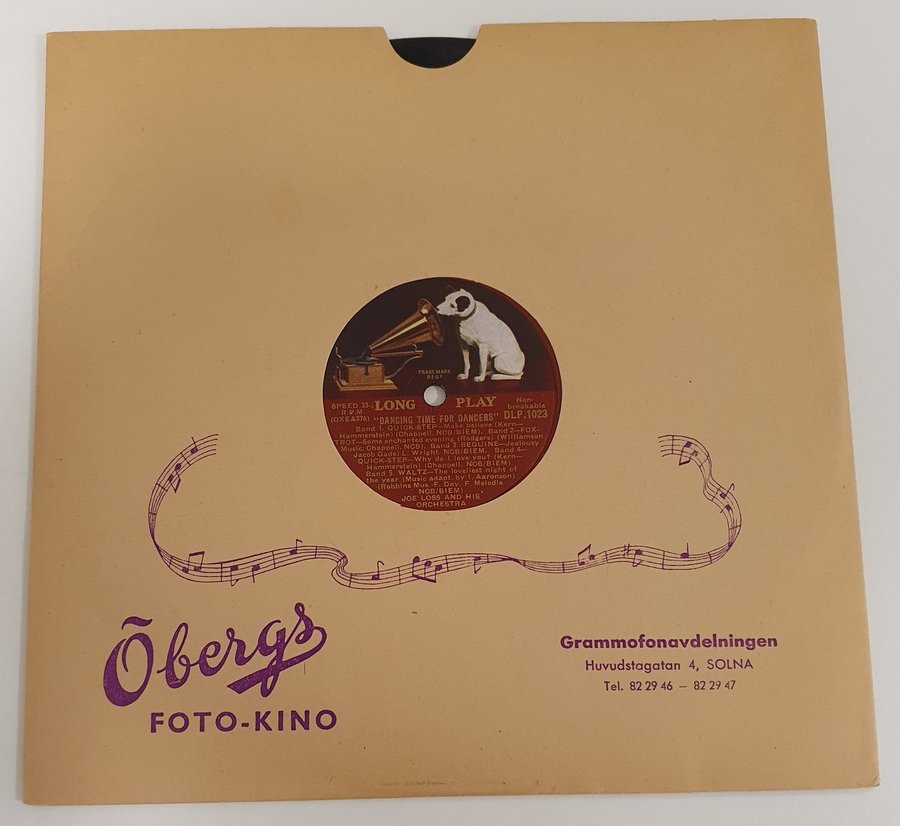 TRADE MARK
REGD
SPEED 33⅓
R.P.M.
(OXEA376)
LONG PLAY
Non-
breakable
DLP.1023
"DANCING TIME FOR DANCERS"
Band 1. QUICK-STEP—Make believe (Kern—
Hammerstein) (Chappell. NCB/BIEM). Band 2—FOX-
TROT—Some enchanted evening (Rodgers) (Williamson
Music, Chappell. NCB). Band 3. BEGUINE—Jealousy
Jacob Gade) L. Wright. NCB/BIEM. Band 4—
QUICK-STEP—Why do I love you? (Kern—
Hammerstein) (Chappell. NCB/BIEM)
Band 5. WALTZ—The loveliest night of
the year (Music adapt. by I. Aaronson)
(Robbins Mus.-F. Day. F. Melodie
NCB/BIEM)
JOE LOSS AND HIS
ORCHESTRA
Öbergs
FOTO-KINO
Grammofonavdelningen
Huvudstagatan 4, SOLNA
Tel. 82 29 46 — 82 29 47